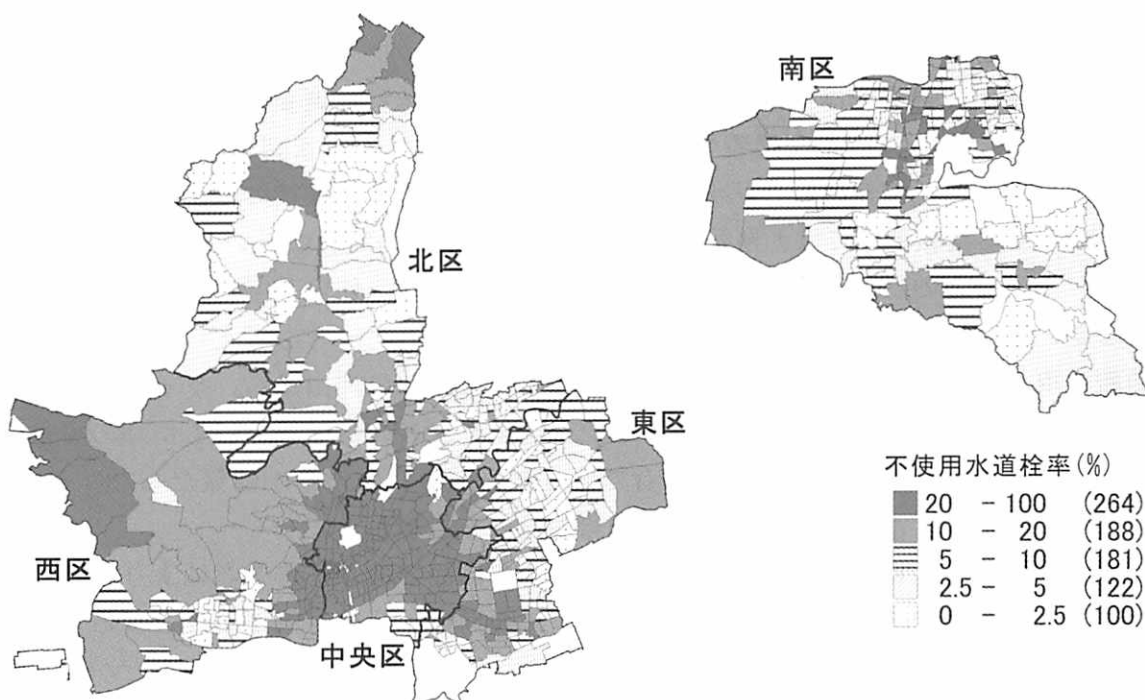 南区
北区
東区
西区
中央区
不使用水道栓率(%)
20 - 100 (264)
10 - 20 (188)
5 - 10 (181)
2.5 - 5 (122)
0 - 2.5 (100)